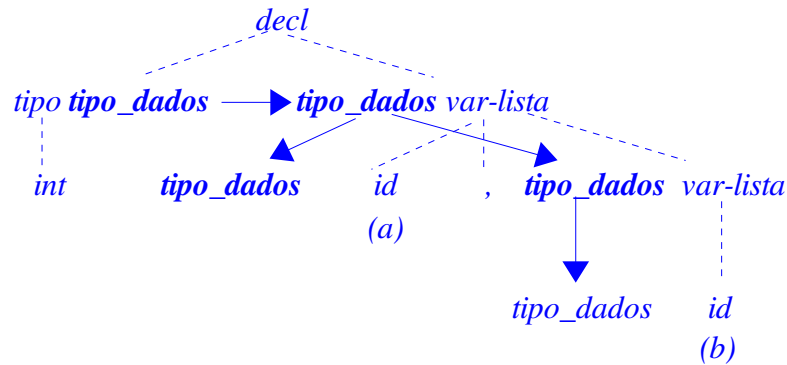 decl
tipo tipo_dados tipo_dados var-lista
int tipo_dados id , tipo_dados var-lista
(a)
tipo_dados id
(b)